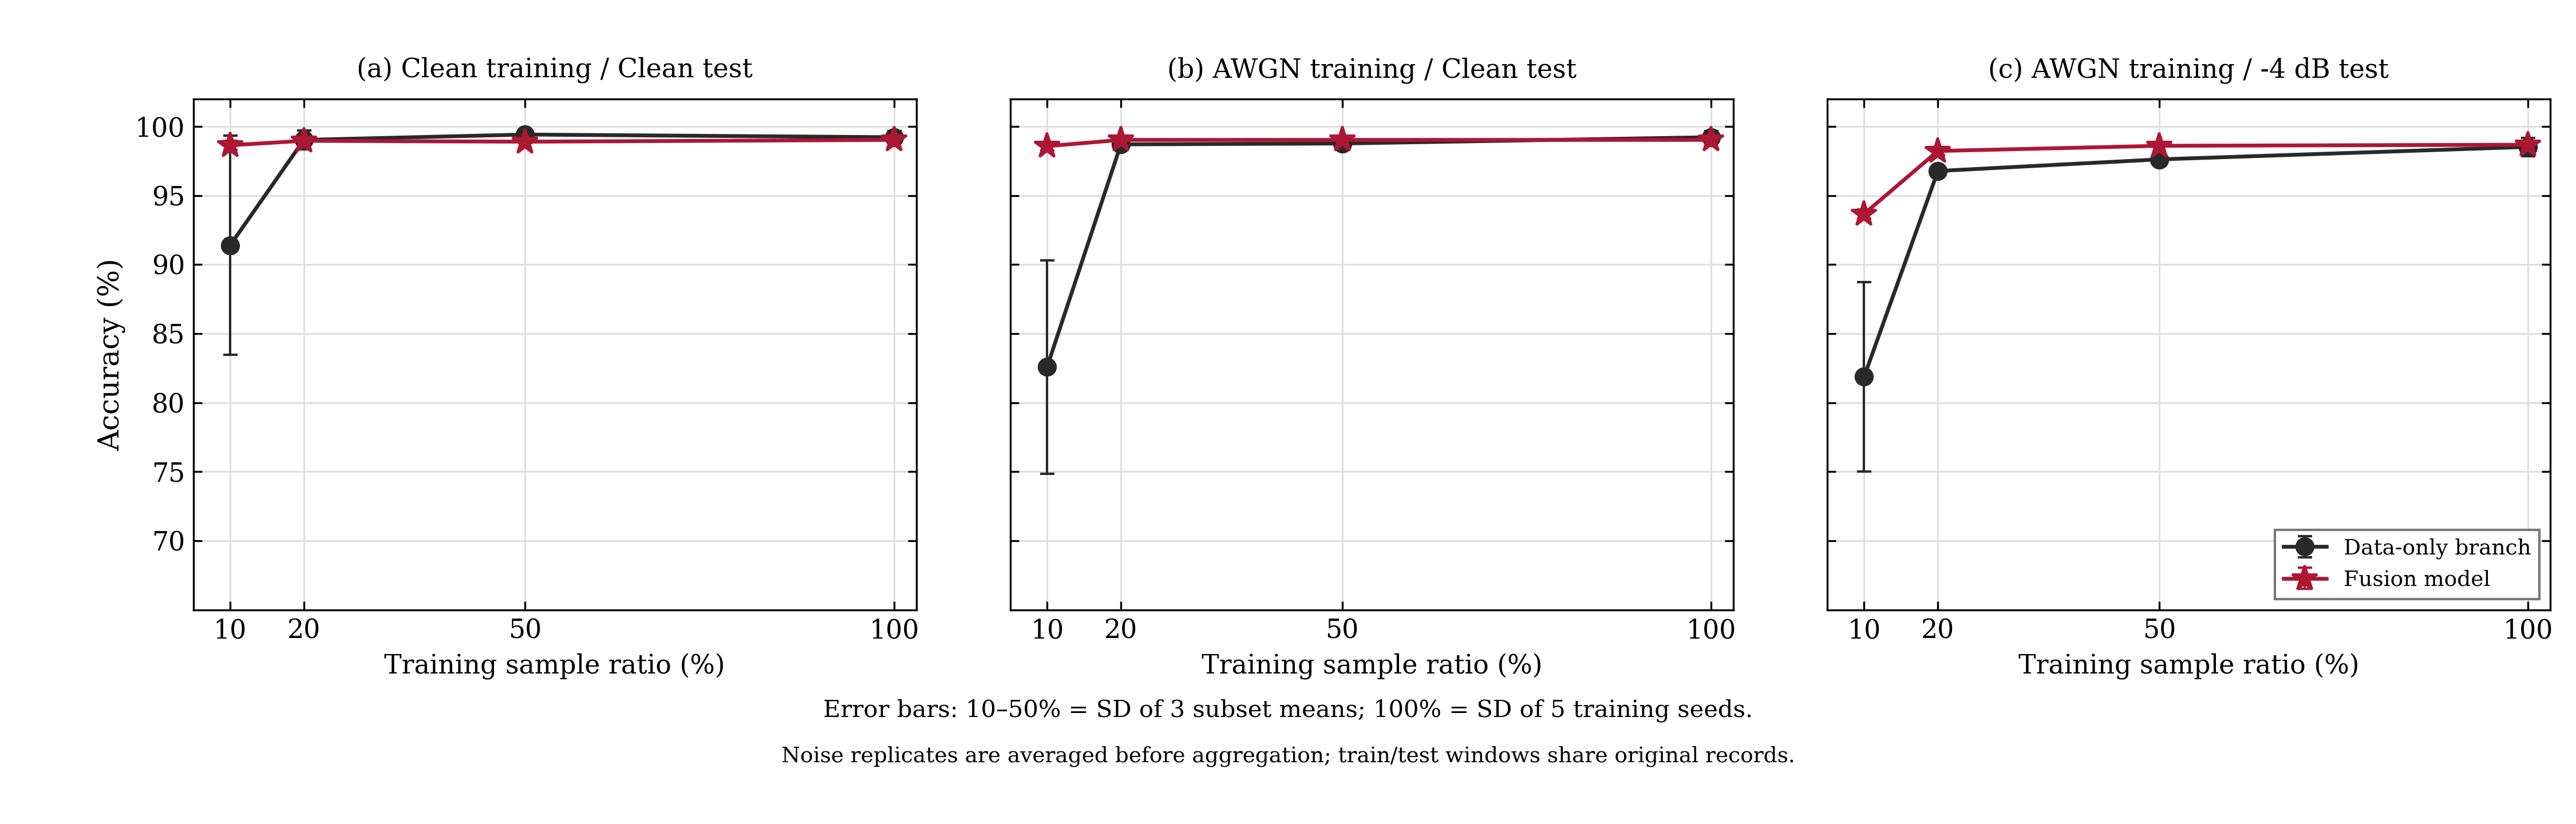 (a) Clean training / Clean test
(b) AWGN training / Clean test
(c) AWGN training / -4 dB test
Accuracy (%)
100
95
90
85
80
75
70
10 20 50 100
10 20 50 100
10 20 50 100
Data-only branch
Fusion model
Training sample ratio (%)
Training sample ratio (%)
Training sample ratio (%)
Error bars: 10–50% = SD of 3 subset means; 100% = SD of 5 training seeds.
Noise replicates are averaged before aggregation; train/test windows share original records.